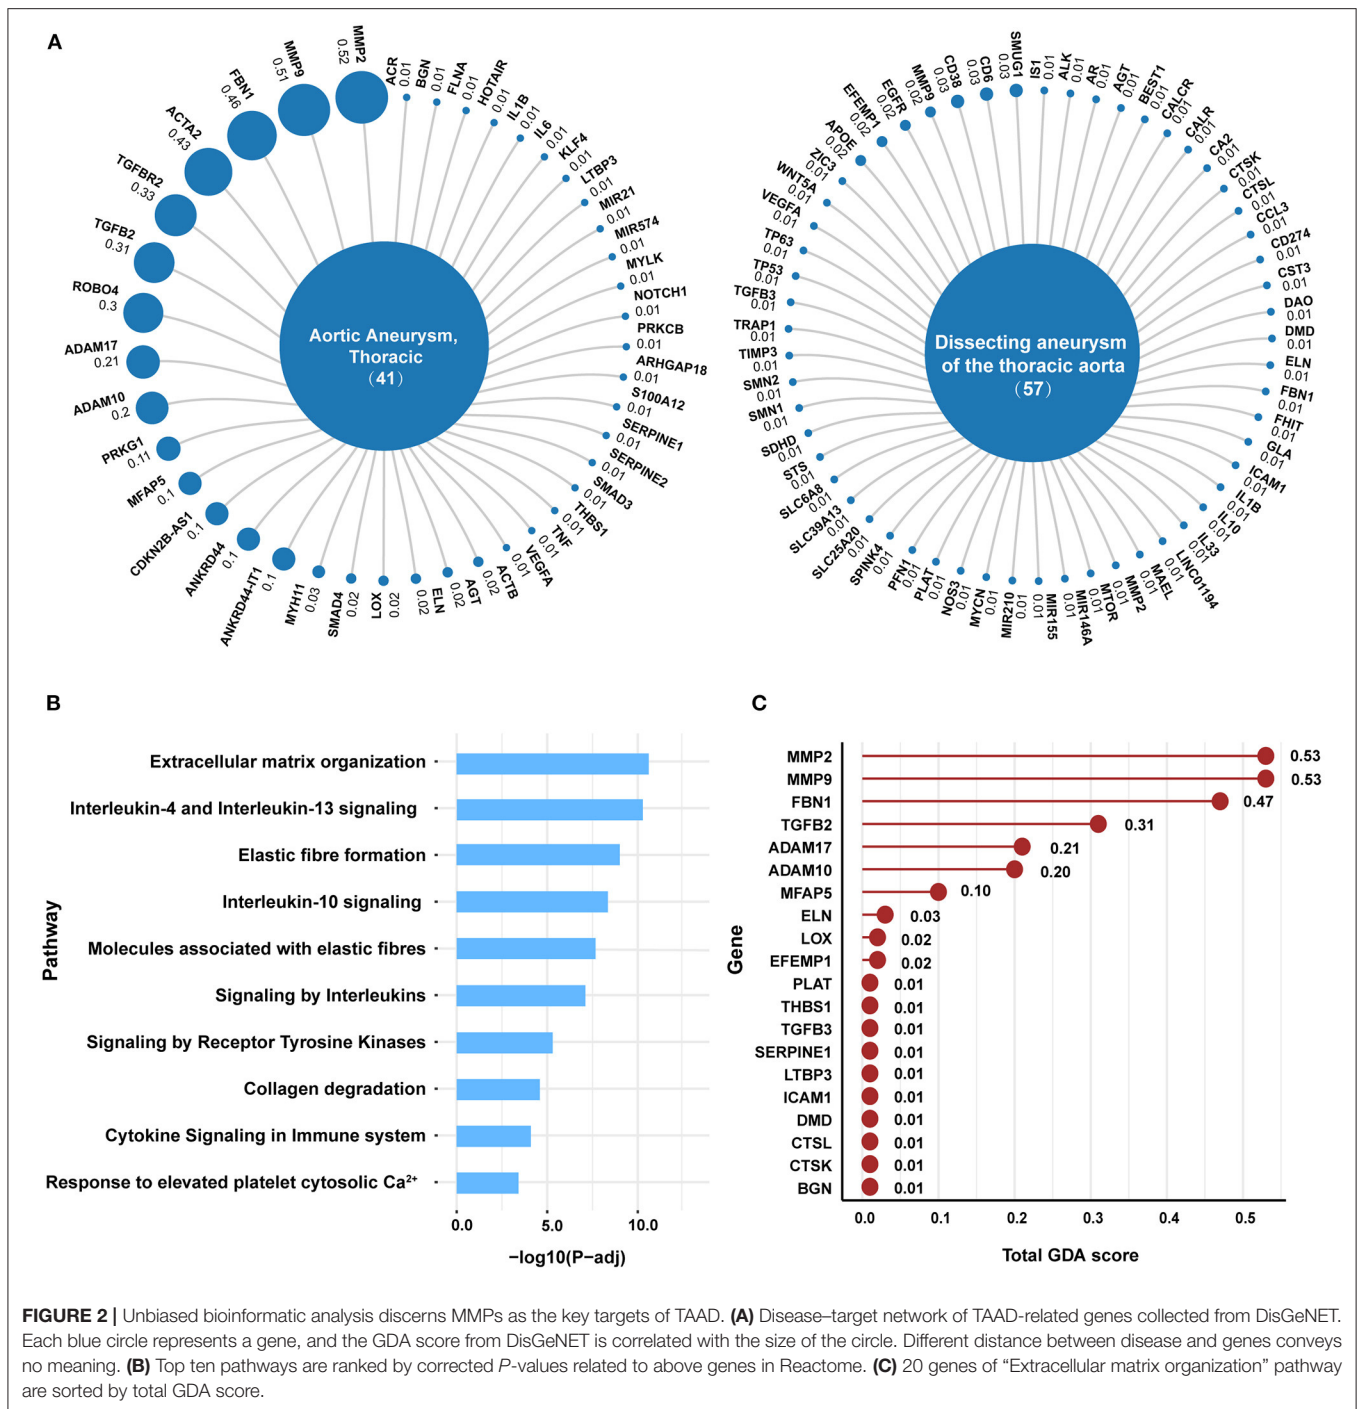 A
MMP2
0.52
MMP9
0.51
FBN1
0.46
ACTA2
0.43
TGFBR2
0.33
TGFB2
0.31
ROBO4
0.3
ADAM17
0.21
ADAM10
0.2
PRKG1
0.11
MFAP5
0.1
CDKN2B-AS1
0.1
ANKRD44
0.1
ANKRD44-IT1
0.1
MYH11
0.03
SMAD4
0.02
LOX
0.02
ELN
0.02
AGT
0.02
ACTB
0.02
VEGFA
0.01
TNF
0.01
THBS1
0.01
SMAD3
0.01
SERPINE2
0.01
SERPINE1
0.01
S100A12
0.01
ARHGAP18
0.01
PRKCB
0.01
NOTCH1
0.01
MYLK
0.01
MIR574
0.01
MIR21
0.01
LTBP3
0.01
KLF4
0.01
IL6
0.01
IL1B
0.01
HOTAIR
0.01
FLNA
0.01
BGN
0.01
ACR
0.01
Aortic Aneurysm,
Thoracic
(41)
SMUG1
0.03
CD6
0.03
CD38
0.03
MMP9
0.02
EGFR
0.02
EFEMP1
0.02
APOE
0.02
ZIC3
0.01
WNT5A
0.01
VEGFA
0.01
TP63
0.01
TP53
0.01
TGFB3
0.01
TRAP1
0.01
TIMP3
0.01
SMN2
0.01
SMN1
0.01
SDHD
0.01
STS
0.01
SLC6A8
0.01
SLC39A13
0.01
SLC25A20
0.01
SPINK4
0.01
PFN1
0.01
PLAT
0.01
NOS3
0.01
MYCN
0.01
MIR210
0.01
MIR155
0.01
MIR146A
0.01
MTOR
0.01
MMP2
0.01
MAEL
0.01
LINC01194
0.01
IL33
0.01
IL10
0.01
IL1B
0.01
ICAM1
0.01
GLA
0.01
FHIT
0.01
FBN1
0.01
ELN
0.01
DMD
0.01
DAO
0.01
CST3
0.01
CD274
0.01
CCL3
0.01
CTSL
0.01
CTSK
0.01
CA2
0.01
CALR
0.01
CALCR
0.01
BEST1
0.01
AGT
0.01
AR
0.01
ALK
0.01
IS1
0.01
Dissecting aneurysm
of the thoracic aorta
(57)
B
Pathway
Extracellular matrix organization
Interleukin-4 and Interleukin-13 signaling
Elastic fibre formation
Interleukin-10 signaling
Molecules associated with elastic fibres
Signaling by Interleukins
Signaling by Receptor Tyrosine Kinases
Collagen degradation
Cytokine Signaling in Immune system
Response to elevated platelet cytosolic Ca²⁺
0.0 5.0 10.0
−log10(P−adj)
C
Gene
MMP2 0.53
MMP9 0.53
FBN1 0.47
TGFB2 0.31
ADAM17 0.21
ADAM10 0.20
MFAP5 0.10
ELN 0.03
LOX 0.02
EFEMP1 0.02
PLAT 0.01
THBS1 0.01
TGFB3 0.01
SERPINE1 0.01
LTBP3 0.01
ICAM1 0.01
DMD 0.01
CTSL 0.01
CTSK 0.01
BGN 0.01
0.0 0.1 0.2 0.3 0.4 0.5
Total GDA score
FIGURE 2 | Unbiased bioinformatic analysis discerns MMPs as the key targets of TAAD. (A) Disease–target network of TAAD-related genes collected from DisGeNET.
Each blue circle represents a gene, and the GDA score from DisGeNET is correlated with the size of the circle. Different distance between disease and genes conveys
no meaning. (B) Top ten pathways are ranked by corrected P-values related to above genes in Reactome. (C) 20 genes of “Extracellular matrix organization” pathway
are sorted by total GDA score.